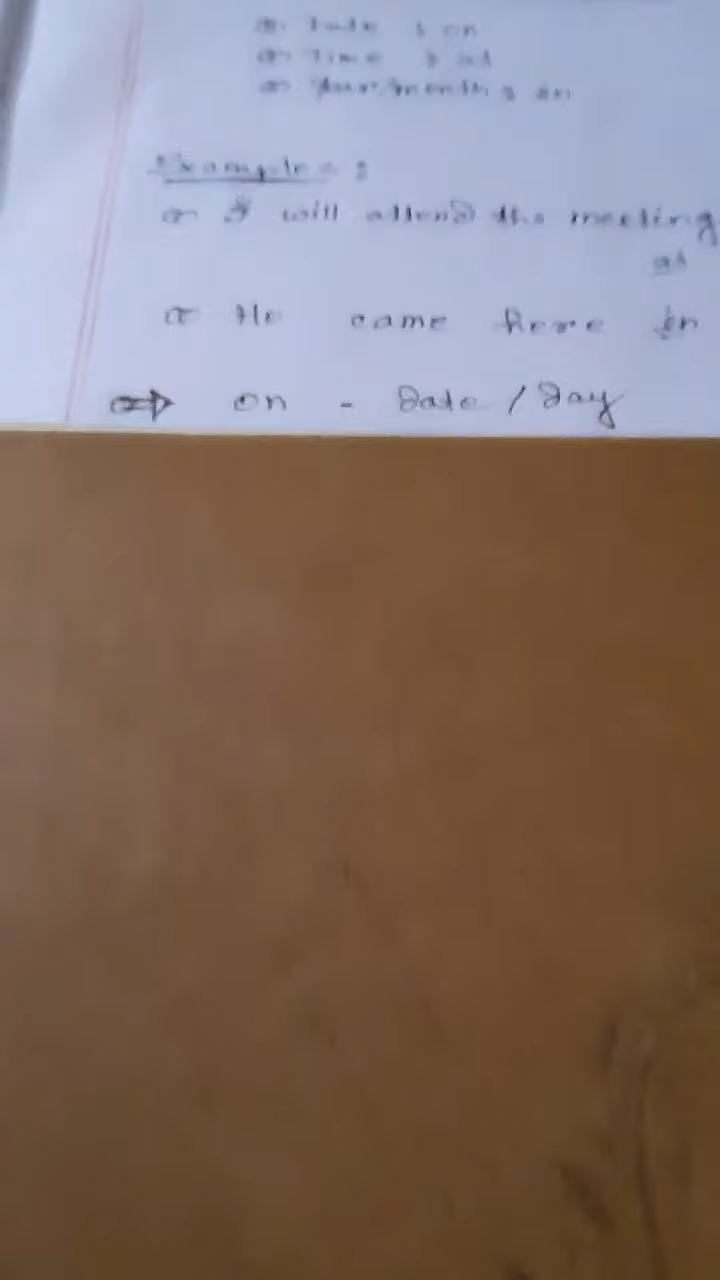 Date : on
Time : at
Year/month : in
Example :
I will attend the meeting
at
He came here in
⇒ on - Date / Day